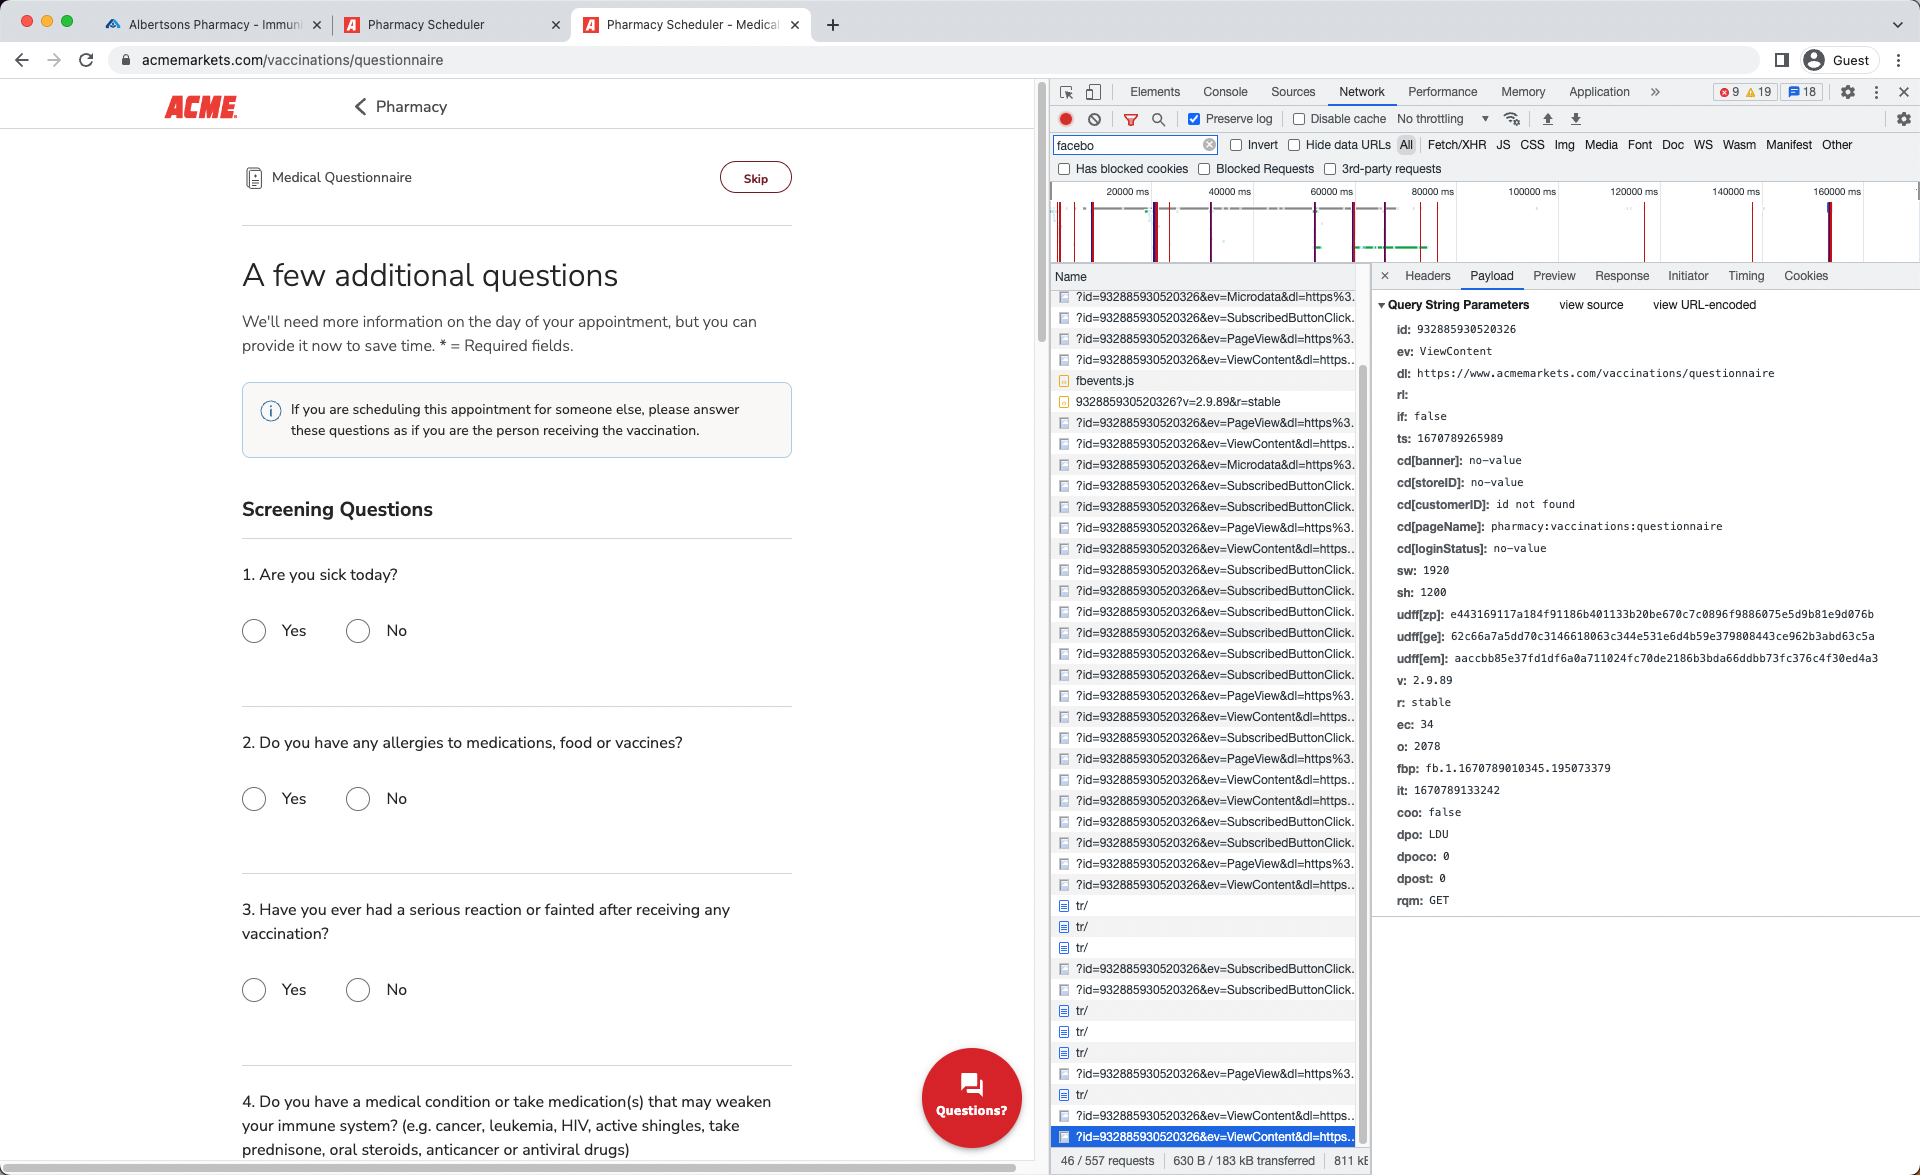 Albertsons Pharmacy - Immuni
Pharmacy Scheduler
Pharmacy Scheduler - Medical
acmemarkets.com/vaccinations/questionnaire
Guest
ACME
Pharmacy
Medical Questionnaire
Skip
A few additional questions
We'll need more information on the day of your appointment, but you can
provide it now to save time. * = Required fields.
If you are scheduling this appointment for someone else, please answer
these questions as if you are the person receiving the vaccination.
Screening Questions
1. Are you sick today?
Yes No
2. Do you have any allergies to medications, food or vaccines?
Yes No
3. Have you ever had a serious reaction or fainted after receiving any
vaccination?
Yes No
4. Do you have a medical condition or take medication(s) that may weaken
your immune system? (e.g. cancer, leukemia, HIV, active shingles, take
prednisone, oral steroids, anticancer or antiviral drugs)
Questions?
Elements Console Sources Network Performance Memory Application » 9 19 18
Preserve log Disable cache No throttling
facebo Invert Hide data URLs All Fetch/XHR JS CSS Img Media Font Doc WS Wasm Manifest Other
Has blocked cookies Blocked Requests 3rd-party requests
20000 ms 40000 ms 60000 ms 80000 ms 100000 ms 120000 ms 140000 ms 160000 ms
Name
?id=932885930520326&ev=Microdata&dl=https%3.
?id=932885930520326&ev=SubscribedButtonClick.
?id=932885930520326&ev=PageView&dl=https%3.
?id=932885930520326&ev=ViewContent&dl=https..
fbevents.js
932885930520326?v=2.9.89&r=stable
?id=932885930520326&ev=PageView&dl=https%3.
?id=932885930520326&ev=ViewContent&dl=https..
?id=932885930520326&ev=Microdata&dl=https%3.
?id=932885930520326&ev=SubscribedButtonClick.
?id=932885930520326&ev=SubscribedButtonClick.
?id=932885930520326&ev=PageView&dl=https%3.
?id=932885930520326&ev=ViewContent&dl=https..
?id=932885930520326&ev=SubscribedButtonClick.
?id=932885930520326&ev=SubscribedButtonClick.
?id=932885930520326&ev=SubscribedButtonClick.
?id=932885930520326&ev=SubscribedButtonClick.
?id=932885930520326&ev=SubscribedButtonClick.
?id=932885930520326&ev=SubscribedButtonClick.
?id=932885930520326&ev=PageView&dl=https%3.
?id=932885930520326&ev=ViewContent&dl=https..
?id=932885930520326&ev=SubscribedButtonClick.
?id=932885930520326&ev=PageView&dl=https%3.
?id=932885930520326&ev=ViewContent&dl=https..
?id=932885930520326&ev=ViewContent&dl=https..
?id=932885930520326&ev=SubscribedButtonClick.
?id=932885930520326&ev=SubscribedButtonClick.
?id=932885930520326&ev=PageView&dl=https%3.
?id=932885930520326&ev=ViewContent&dl=https..
tr/
tr/
tr/
?id=932885930520326&ev=SubscribedButtonClick.
?id=932885930520326&ev=SubscribedButtonClick.
tr/
tr/
tr/
?id=932885930520326&ev=PageView&dl=https%3.
tr/
?id=932885930520326&ev=ViewContent&dl=https..
?id=932885930520326&ev=ViewContent&dl=https..
46 / 557 requests 630 B / 183 kB transferred 811 kE
Headers Payload Preview Response Initiator Timing Cookies
Query String Parameters view source view URL-encoded
id: 932885930520326
ev: ViewContent
dl: https://www.acmemarkets.com/vaccinations/questionnaire
rl:
if: false
ts: 1670789265989
cd[banner]: no-value
cd[storeID]: no-value
cd[customerID]: id not found
cd[pageName]: pharmacy:vaccinations:questionnaire
cd[loginStatus]: no-value
sw: 1920
sh: 1200
udff[zp]: e443169117a184f91186b401133b20be670c7c0896f9886075e5d9b81e9d076b
udff[ge]: 62c66a7a5dd70c3146618063c344e531e6d4b59e379808443ce962b3abd63c5a
udff[em]: aaccbb85e37fd1df6a0a711024fc70de2186b3bda66ddbb73fc376c4f30ed4a3
v: 2.9.89
r: stable
ec: 34
o: 2078
fbp: fb.1.1670789010345.195073379
it: 1670789133242
coo: false
dpo: LDU
dpoco: 0
dpost: 0
rqm: GET